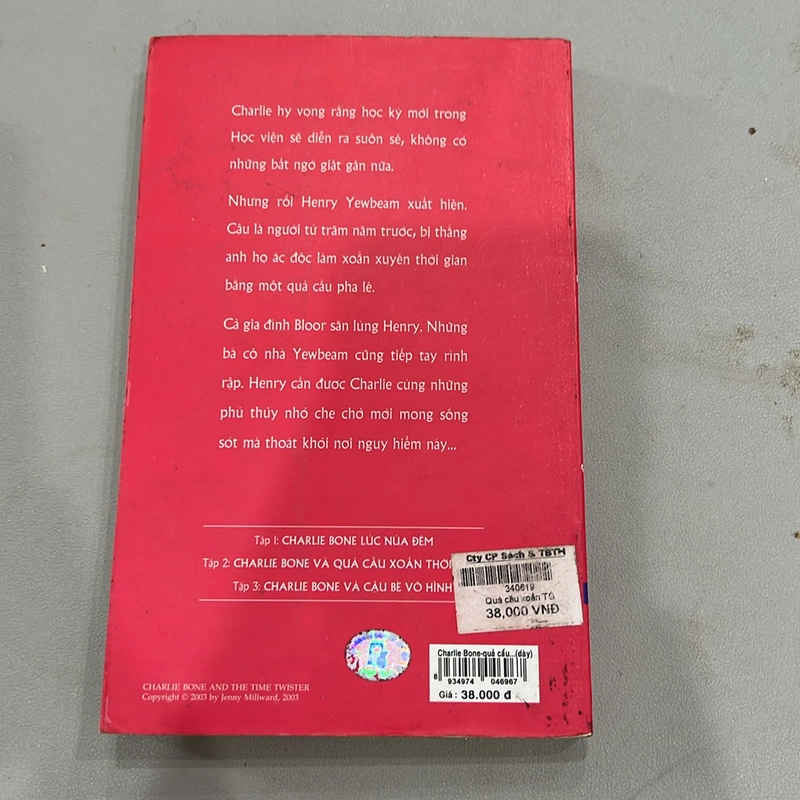 Charlie hy vọng rằng học kỳ mới trong
Học viện sẽ diễn ra suôn sẻ, không có
những bất ngờ giật gân nữa.
Nhưng rồi Henry Yewbeam xuất hiện.
Cậu là người từ trăm năm trước, bị thằng
anh họ ác độc làm xoắn xuyên thời gian
bằng một quả cầu pha lê.
Cả gia đình Bloor săn lùng Henry. Những
bà cô nhà Yewbeam cũng tiếp tay rình
rập. Henry cần được Charlie cùng những
phù thủy nhỏ che chở mới mong sống
sót mà thoát khỏi nơi nguy hiểm này...
Tập 1: CHARLIE BONE LÚC NỬA ĐÊM
Tập 2: CHARLIE BONE VÀ QUẢ CẦU XOẮN THỜI
Tập 3: CHARLIE BONE VÀ CẬU BÉ VÔ HÌNH
Cty CP Sách & TBTH
340619
Quả cầu xoắn TG
38,000 VNĐ
Charlie Bone-quả cầu...(dày)
8 934974 046967
Giá : 38.000 đ
CHARLIE BONE AND THE TIME TWISTER
Copyright © 2003 by Jenny Millward, 2003